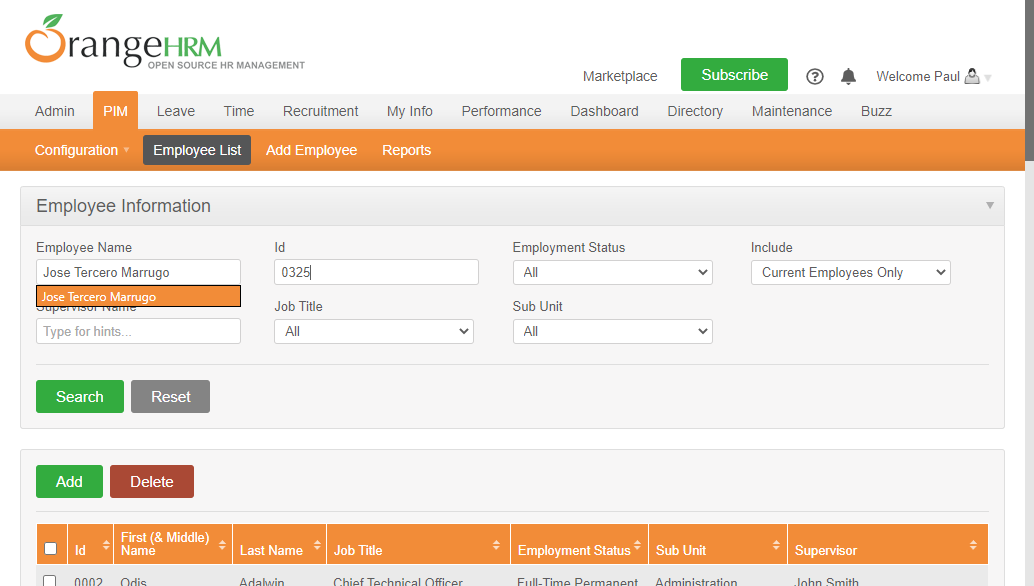 OrangeHRM
OPEN SOURCE HR MANAGEMENT
Marketplace Subscribe Welcome Paul
Admin PIM Leave Time Recruitment My Info Performance Dashboard Directory Maintenance Buzz
Configuration Employee List Add Employee Reports
Employee Information
Employee Name Id Employment Status Include
Jose Tercero Marrugo 0325 All Current Employees Only
Jose Tercero Marrugo
Supervisor Name Job Title Sub Unit
Type for hints... All All
Search Reset
Add Delete
Id First (& Middle) Name Last Name Job Title Employment Status Sub Unit Supervisor
0002 Odis Adalwin Chief Technical Officer Full-Time Permanent Administration John Smith